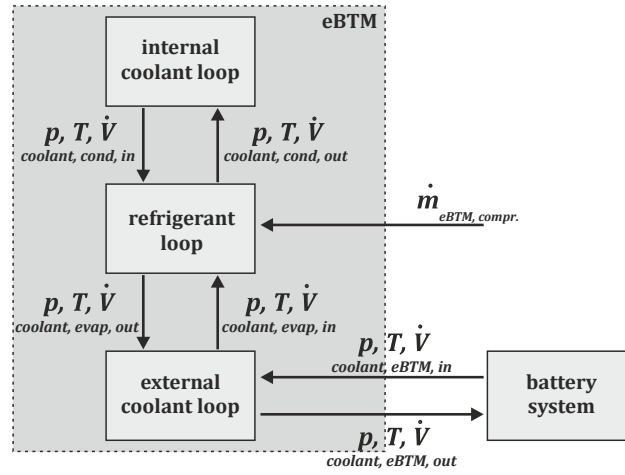 eBTM
internal
coolant loop
p, T, V̇
coolant, cond, in
p, T, V̇
coolant, cond, out
refrigerant
loop
ṁ
eBTM, compr.
p, T, V̇
coolant, evap, out
p, T, V̇
coolant, evap, in
external
coolant loop
p, T, V̇
coolant, eBTM, in
battery
system
p, T, V̇
coolant, eBTM, out